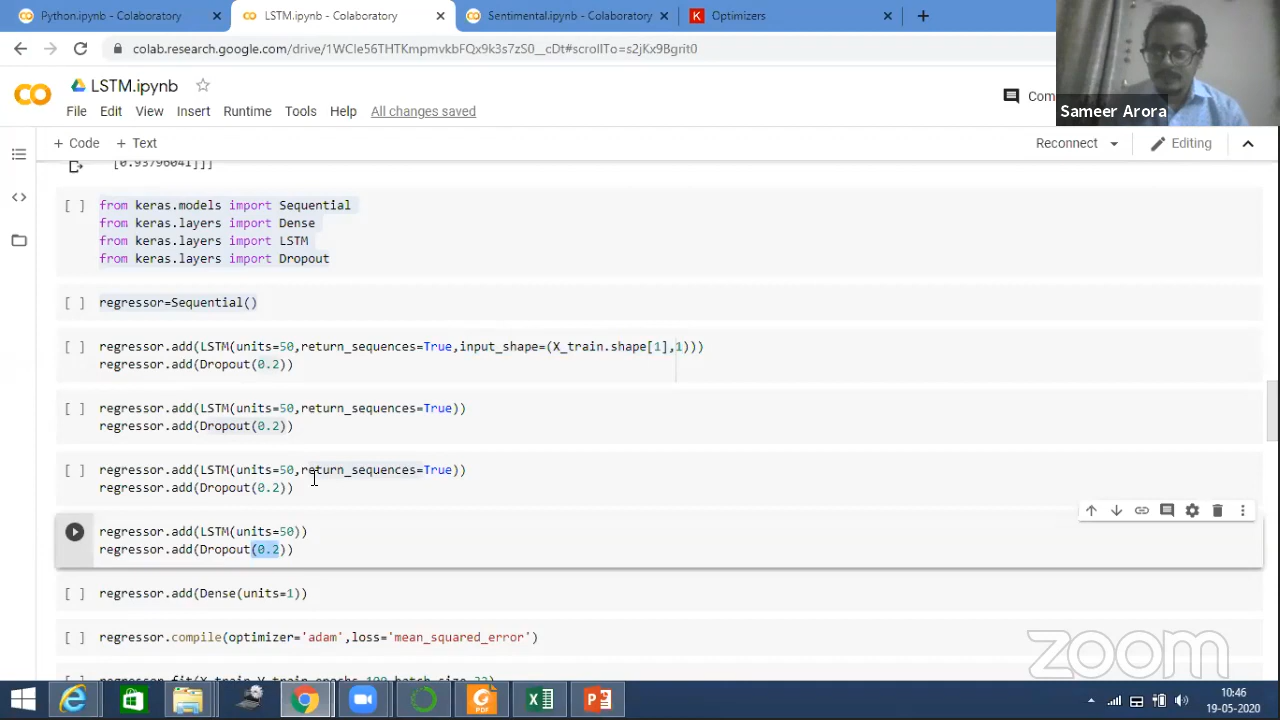 Python.ipynb - Colaboratory
LSTM.ipynb - Colaboratory
Sentimental.ipynb - Colaboratory
K Optimizers
colab.research.google.com/drive/1WCle56THTKmpmvkbFQx9k3s7zS0__cDt#scrollTo=s2jKx9Bgrit0
LSTM.ipynb
File Edit View Insert Runtime Tools Help All changes saved
Sameer Arora
+ Code + Text
Reconnect
Editing
[0.93796041]]]
[ ] from keras.models import Sequential
from keras.layers import Dense
from keras.layers import LSTM
from keras.layers import Dropout
[ ] regressor=Sequential()
[ ] regressor.add(LSTM(units=50,return_sequences=True,input_shape=(X_train.shape[1],1)))
regressor.add(Dropout(0.2))
[ ] regressor.add(LSTM(units=50,return_sequences=True))
regressor.add(Dropout(0.2))
[ ] regressor.add(LSTM(units=50,return_sequences=True))
regressor.add(Dropout(0.2))
regressor.add(LSTM(units=50))
regressor.add(Dropout(0.2))
[ ] regressor.add(Dense(units=1))
[ ] regressor.compile(optimizer='adam',loss='mean_squared_error')
zoom
10:46
19-05-2020